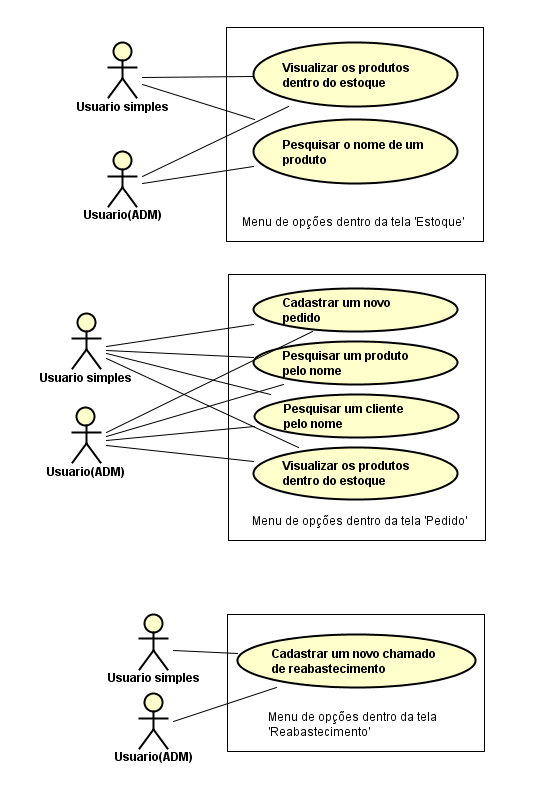 Usuario simples
Usuario(ADM)
Visualizar os produtos
dentro do estoque
Pesquisar o nome de um
produto
Menu de opções dentro da tela 'Estoque'
Usuario simples
Usuario(ADM)
Cadastrar um novo
pedido
Pesquisar um produto
pelo nome
Pesquisar um cliente
pelo nome
Visualizar os produtos
dentro do estoque
Menu de opções dentro da tela 'Pedido'
Usuario simples
Usuario(ADM)
Cadastrar um novo chamado
de reabastecimento
Menu de opções dentro da tela
'Reabastecimento'